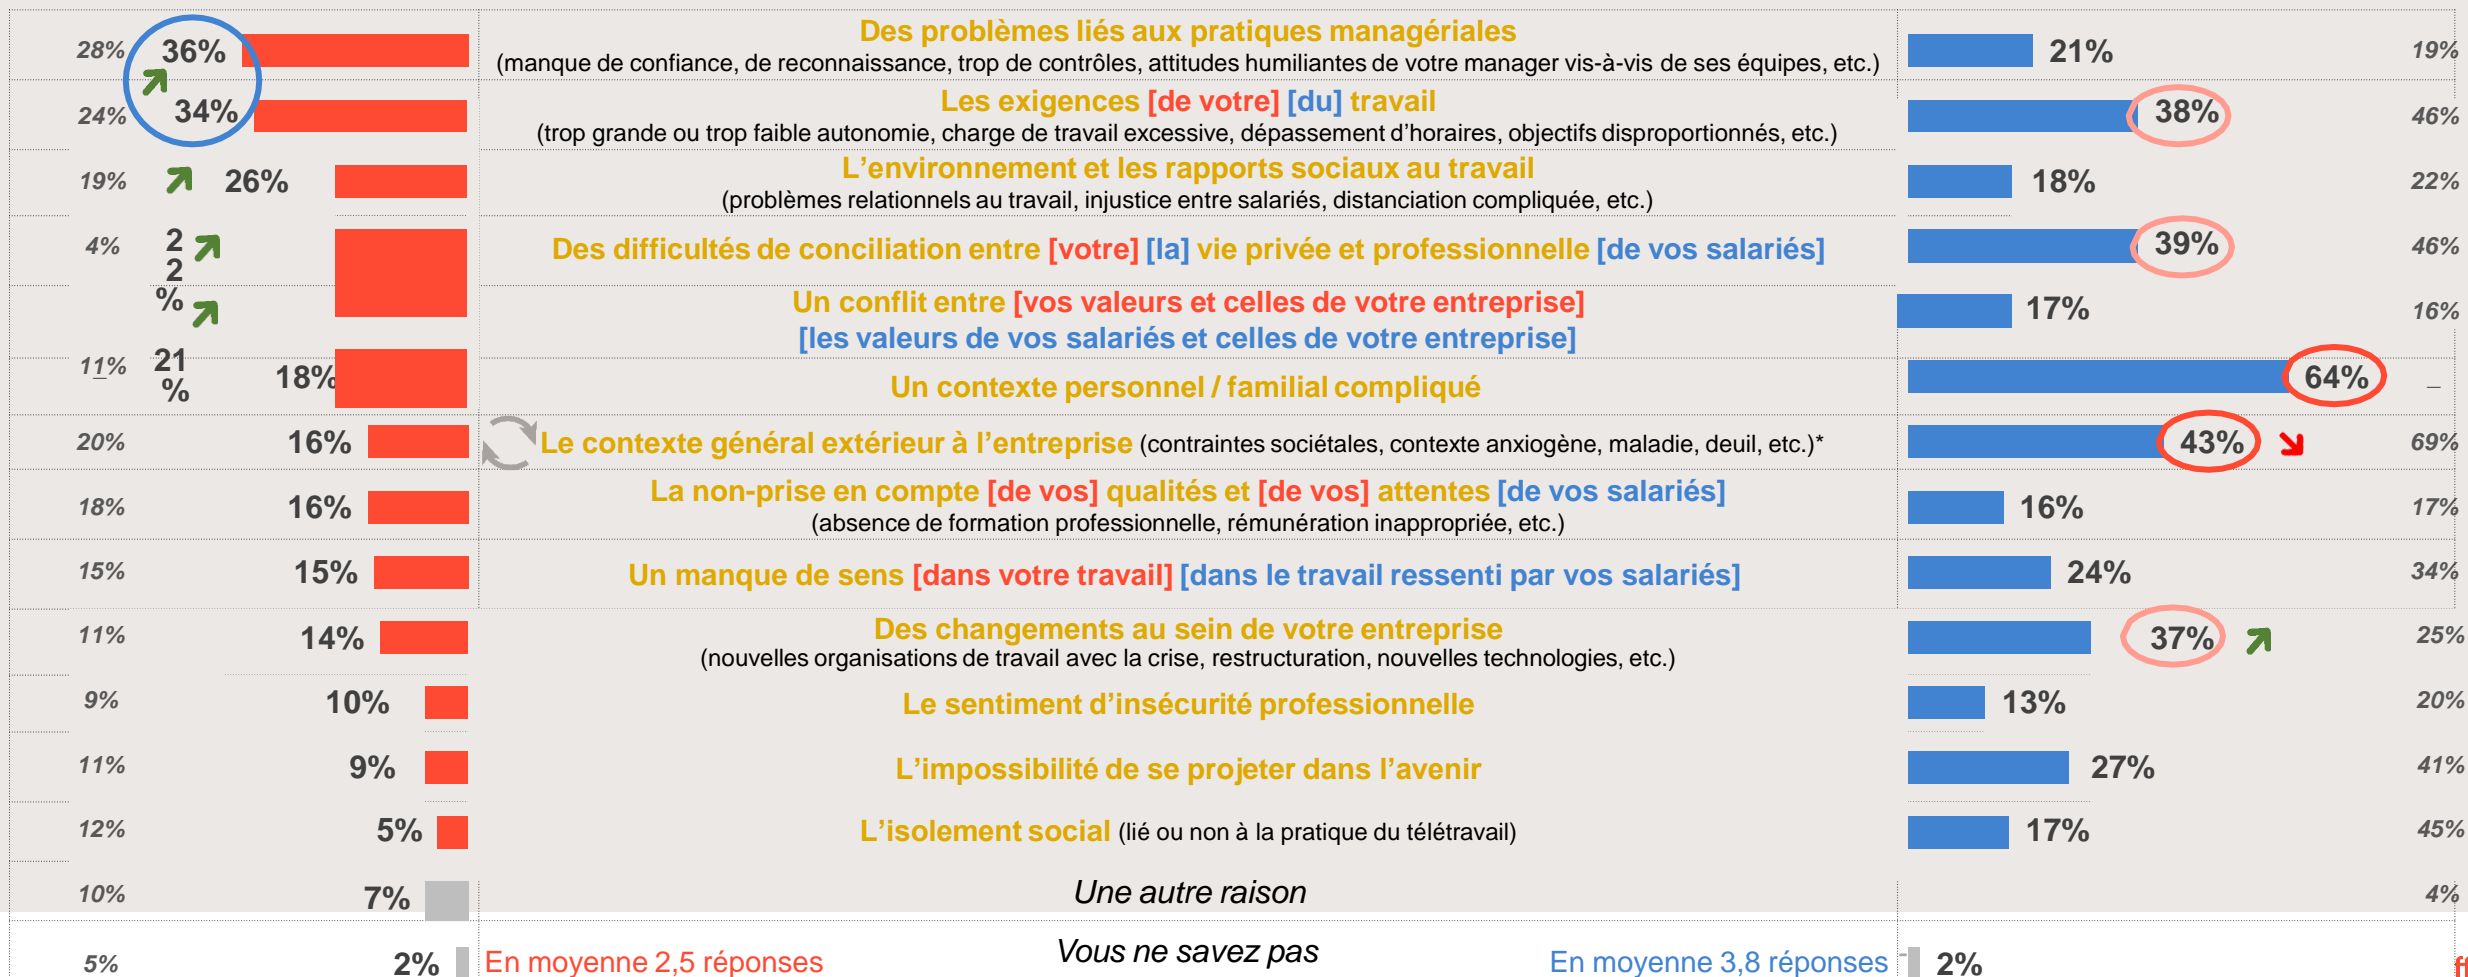 Des problèmes liés aux pratiques managériales
28% 36% (manque de confiance, de reconnaissance, trop de contrôles, attitudes humiliantes de votre manager vis-à-vis de ses équipes, etc.) 21% 19%
Les exigences [de votre] [du] travail
24% 34% (trop grande ou trop faible autonomie, charge de travail excessive, dépassement d’horaires, objectifs disproportionnés, etc.) 38% 46%
L’environnement et les rapports sociaux au travail
19% 26% (problèmes relationnels au travail, injustice entre salariés, distanciation compliquée, etc.) 18% 22%
4% 22% Des difficultés de conciliation entre [votre] [la] vie privée et professionnelle [de vos salariés] 39% 46%
Un conflit entre [vos valeurs et celles de votre entreprise] 17% 16%
[les valeurs de vos salariés et celles de votre entreprise]
11% 21%
_ 18% Un contexte personnel / familial compliqué 64% _
20% 16% Le contexte général extérieur à l’entreprise (contraintes sociétales, contexte anxiogène, maladie, deuil, etc.)* 43% 69%
La non-prise en compte [de vos] qualités et [de vos] attentes [de vos salariés]
18% 16% (absence de formation professionnelle, rémunération inappropriée, etc.) 16% 17%
15% 15% Un manque de sens [dans votre travail] [dans le travail ressenti par vos salariés] 24% 34%
Des changements au sein de votre entreprise
11% 14% (nouvelles organisations de travail avec la crise, restructuration, nouvelles technologies, etc.) 37% 25%
9% 10% Le sentiment d’insécurité professionnelle 13% 20%
11% 9% L’impossibilité de se projeter dans l’avenir 27% 41%
12% 5% L’isolement social (lié ou non à la pratique du télétravail) 17% 45%
10% 7% Une autre raison 4%
Vous ne savez pas
5% 2% En moyenne 2,5 réponses En moyenne 3,8 réponses 2%